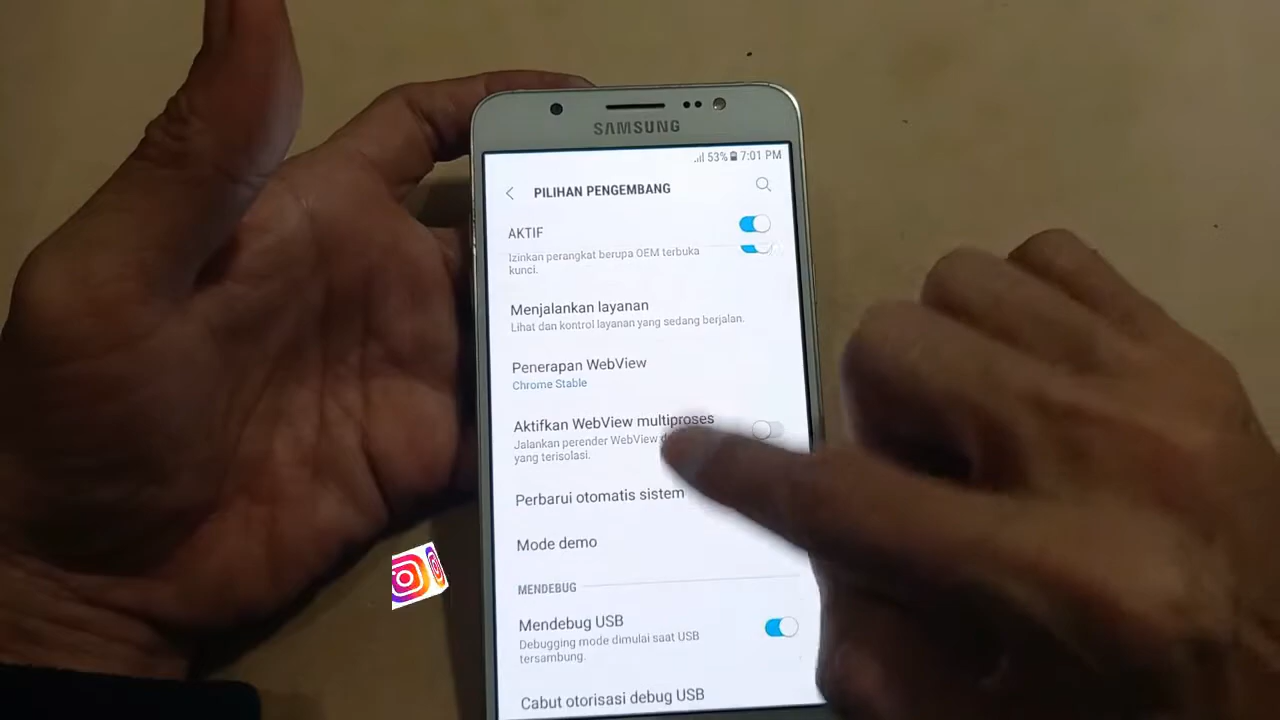 SAMSUNG
53% 7:01 PM
PILIHAN PENGEMBANG
AKTIF
Izinkan perangkat berupa OEM terbuka
kunci.
Menjalankan layanan
Lihat dan kontrol layanan yang sedang berjalan.
Penerapan WebView
Chrome Stable
Aktifkan WebView multiproses
Jalankan perender WebView
yang terisolasi.
Perbarui otomatis sistem
Mode demo
MENDEBUG
Mendebug USB
Debugging mode dimulai saat USB
tersambung.
Cabut otorisasi debug USB